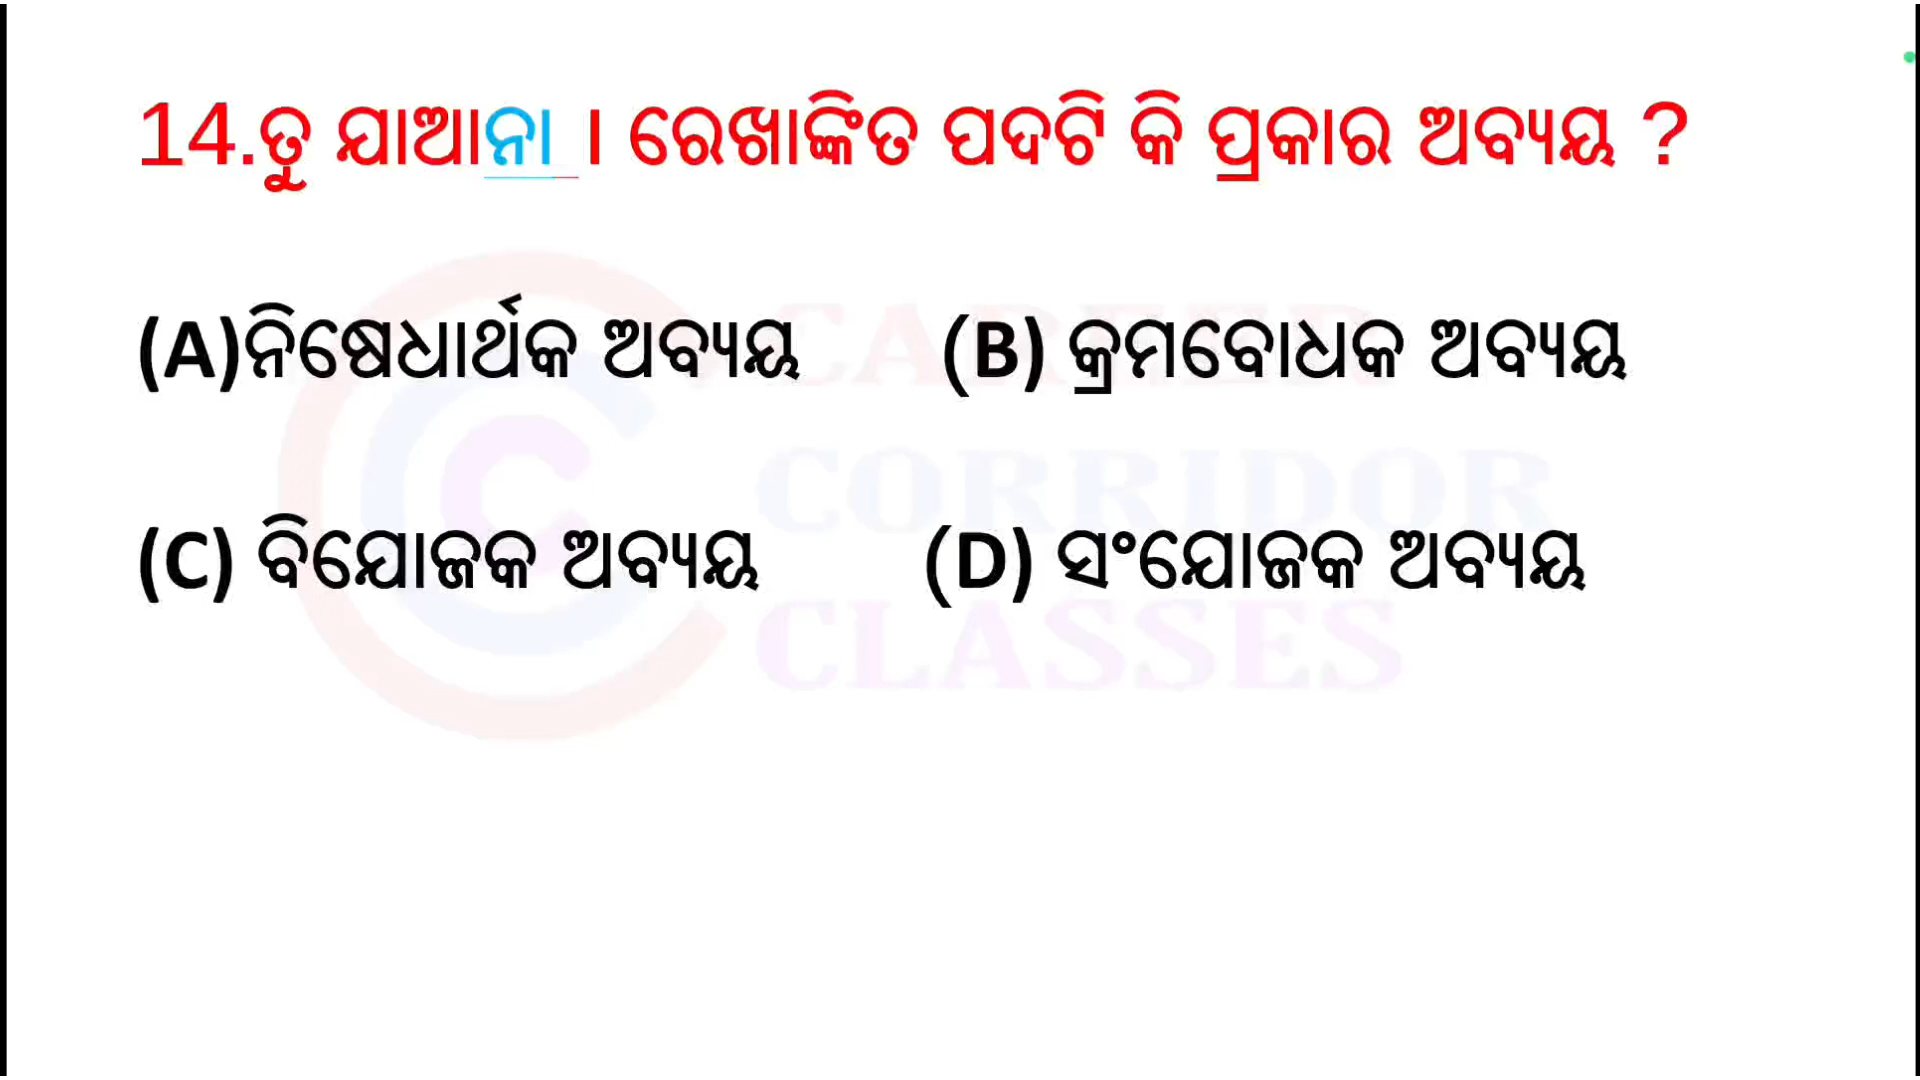 14.ତୁ ଯାଆନା । ରେଖାଙ୍କିତ ପଦଟି କି ପ୍ରକାର ଅବ୍ୟୟ ?
(A)ନିଷେଧାର୍ଥକ ଅବ୍ୟୟ (B) କ୍ରମବୋଧକ ଅବ୍ୟୟ
(C) ବିଯୋଜକ ଅବ୍ୟୟ (D) ସଂଯୋଜକ ଅବ୍ୟୟ
CAREER
CORRIDOR
CLASSES